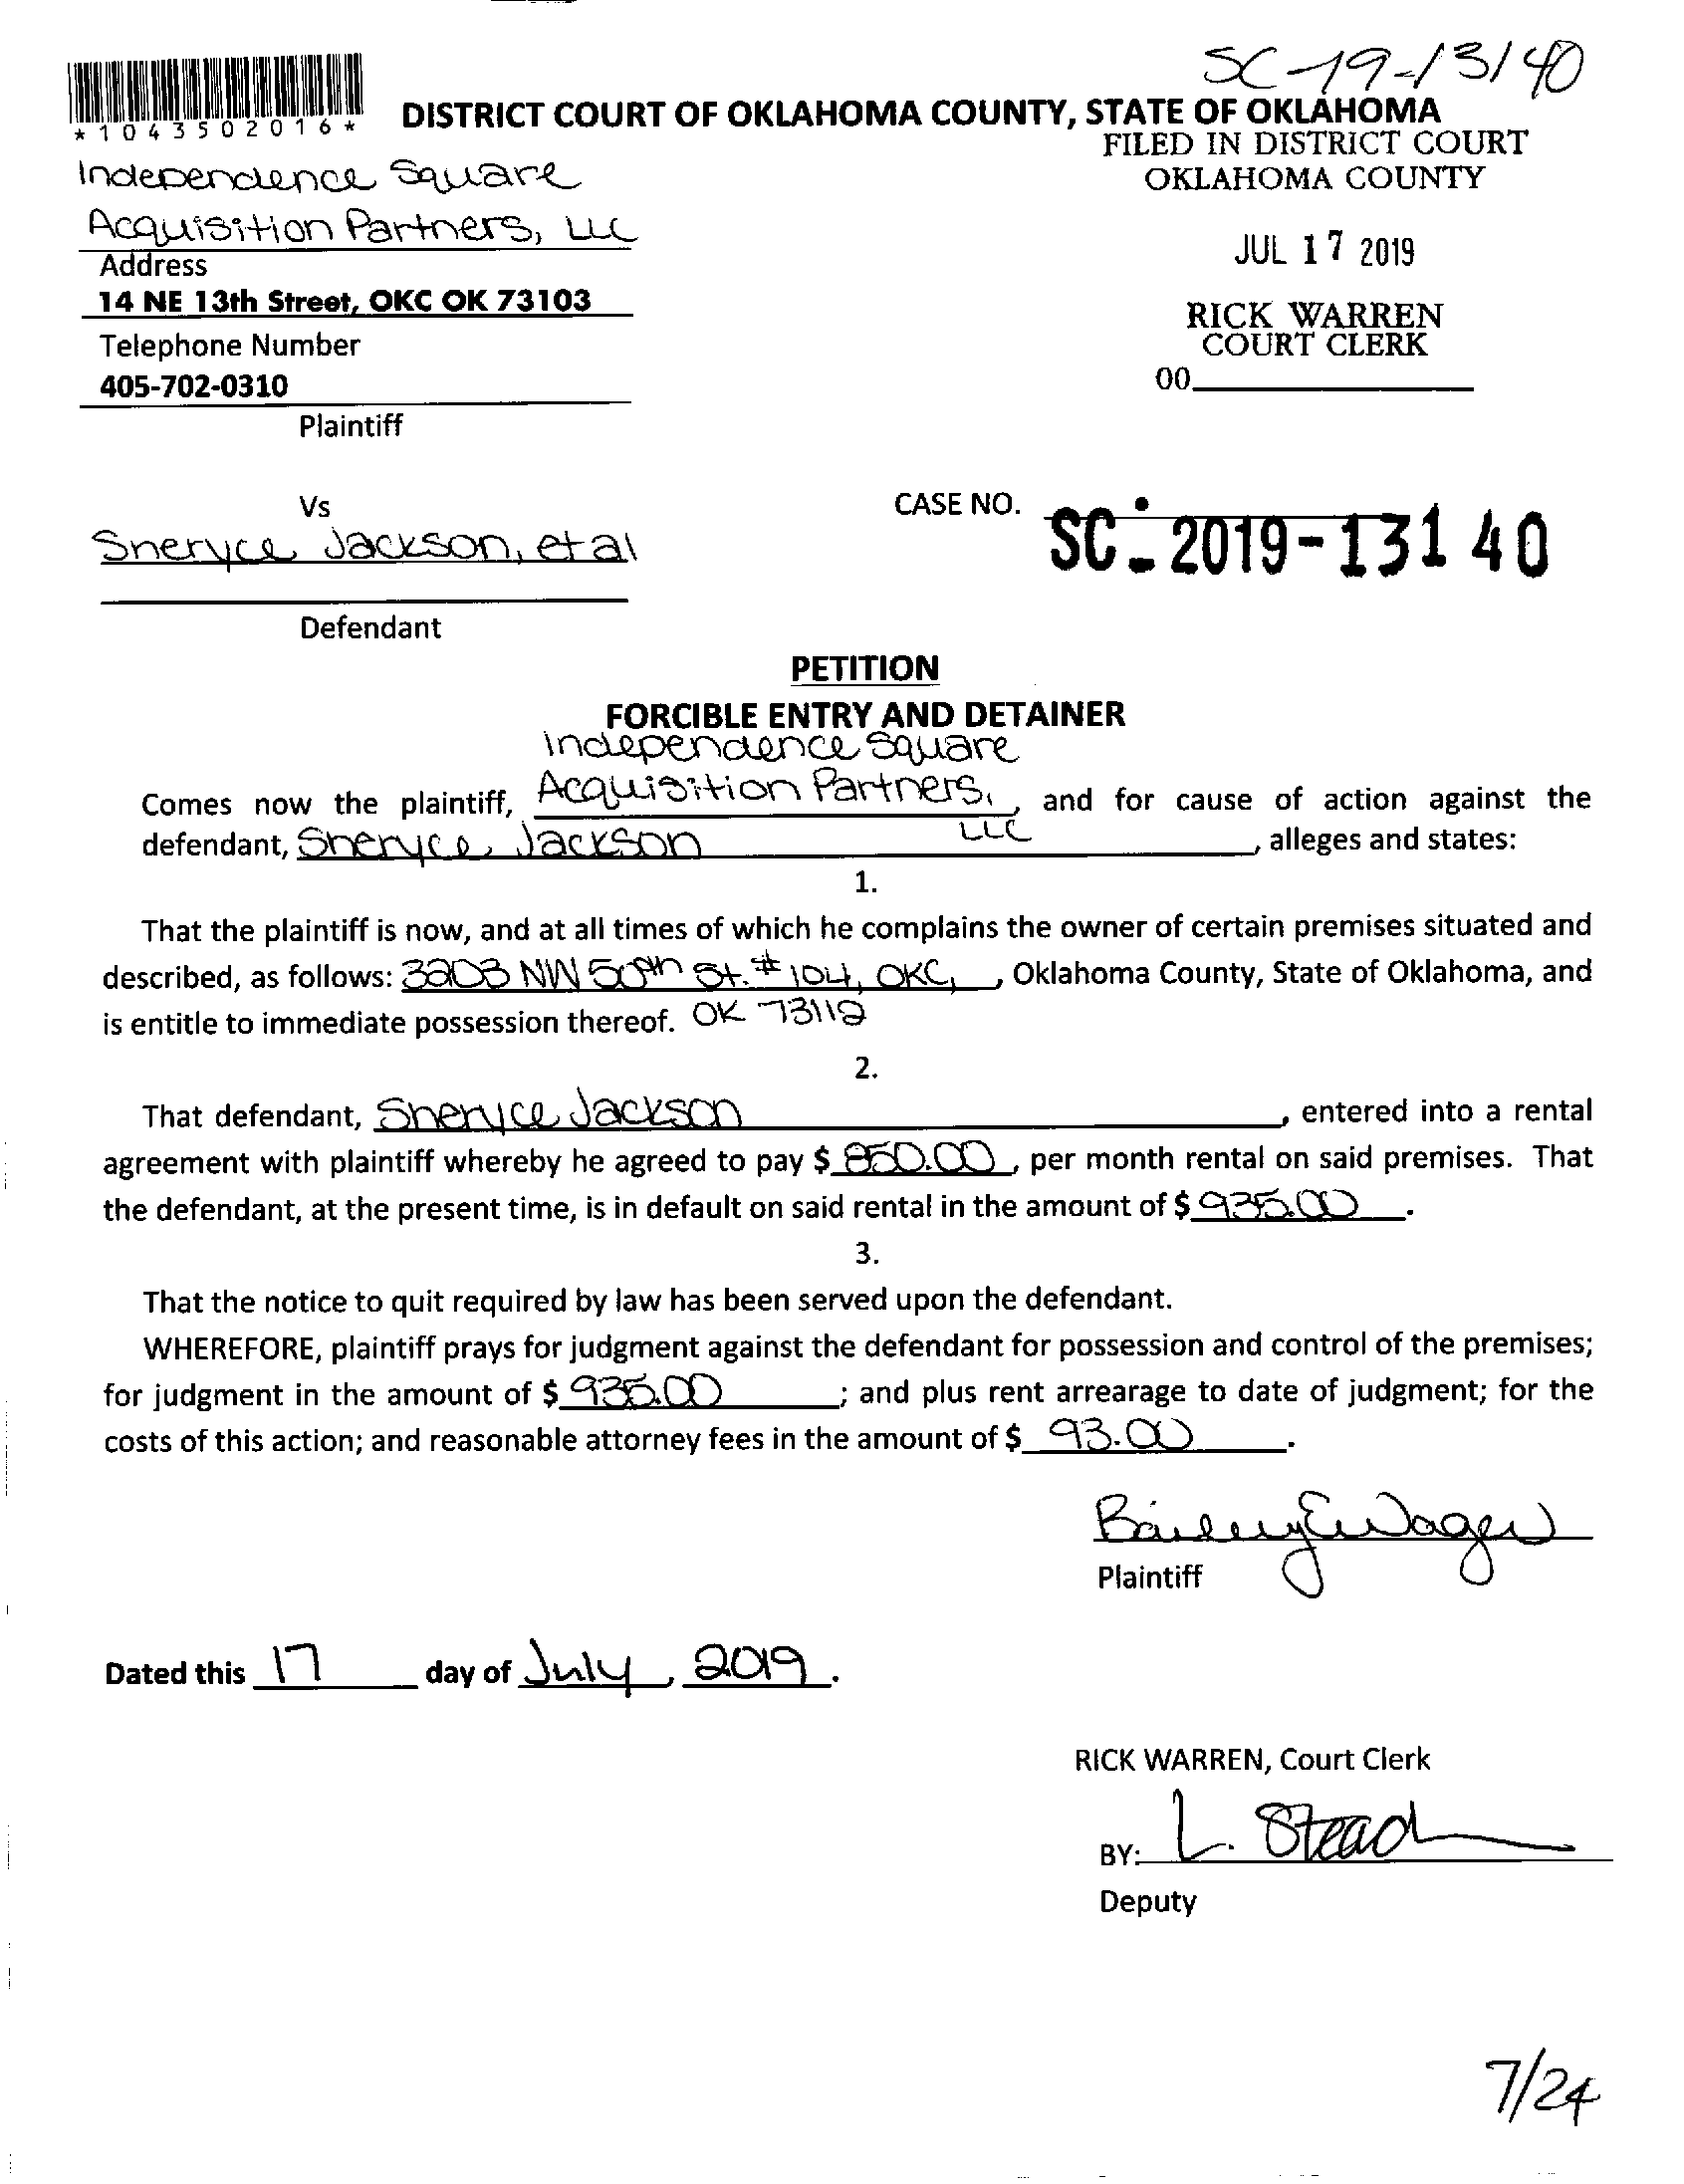 SC-19-13140
*1043502016*
DISTRICT COURT OF OKLAHOMA COUNTY, STATE OF OKLAHOMA
FILED IN DISTRICT COURT
OKLAHOMA COUNTY
JUL 17 2019
RICK WARREN
COURT CLERK
00
Independence Square
Acquisition Partners, LLC
Address
14 NE 13th Street, OKC OK 73103
Telephone Number
405-702-0310
Plaintiff
Vs
Sheryce Jackson, et al
Defendant
CASE NO. SC-2019-13140
PETITION
FORCIBLE ENTRY AND DETAINER
Independence Square
Comes now the plaintiff, Acquisition Partners, , and for cause of action against the
LLC
defendant, Sheryce Jackson , alleges and states:
1.
That the plaintiff is now, and at all times of which he complains the owner of certain premises situated and
described, as follows: 3203 NW 50th St. #104, OKC, , Oklahoma County, State of Oklahoma, and
is entitle to immediate possession thereof. OK 73112
2.
That defendant, Sheryce Jackson , entered into a rental
agreement with plaintiff whereby he agreed to pay $ 850.00 , per month rental on said premises. That
the defendant, at the present time, is in default on said rental in the amount of $ 935.00 .
3.
That the notice to quit required by law has been served upon the defendant.
WHEREFORE, plaintiff prays for judgment against the defendant for possession and control of the premises;
for judgment in the amount of $ 935.00 ; and plus rent arrearage to date of judgment; for the
costs of this action; and reasonable attorney fees in the amount of $ 93.00 .
Plaintiff
Dated this 17 day of July , 2019 .
RICK WARREN, Court Clerk
BY: L. Stead
Deputy
7/24